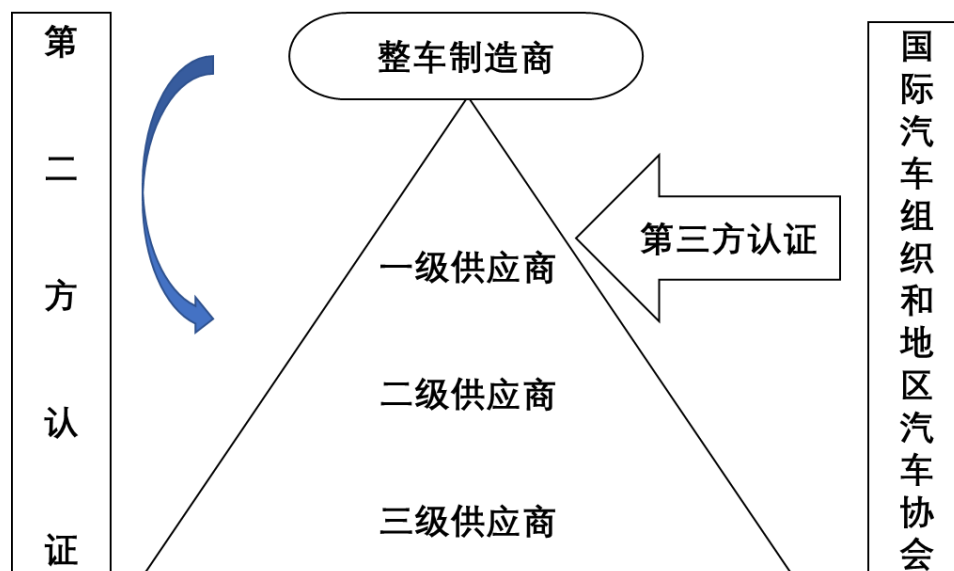 第二方认证
整车制造商
第三方认证
一级供应商
二级供应商
三级供应商
国际汽车组织和地区汽车协会